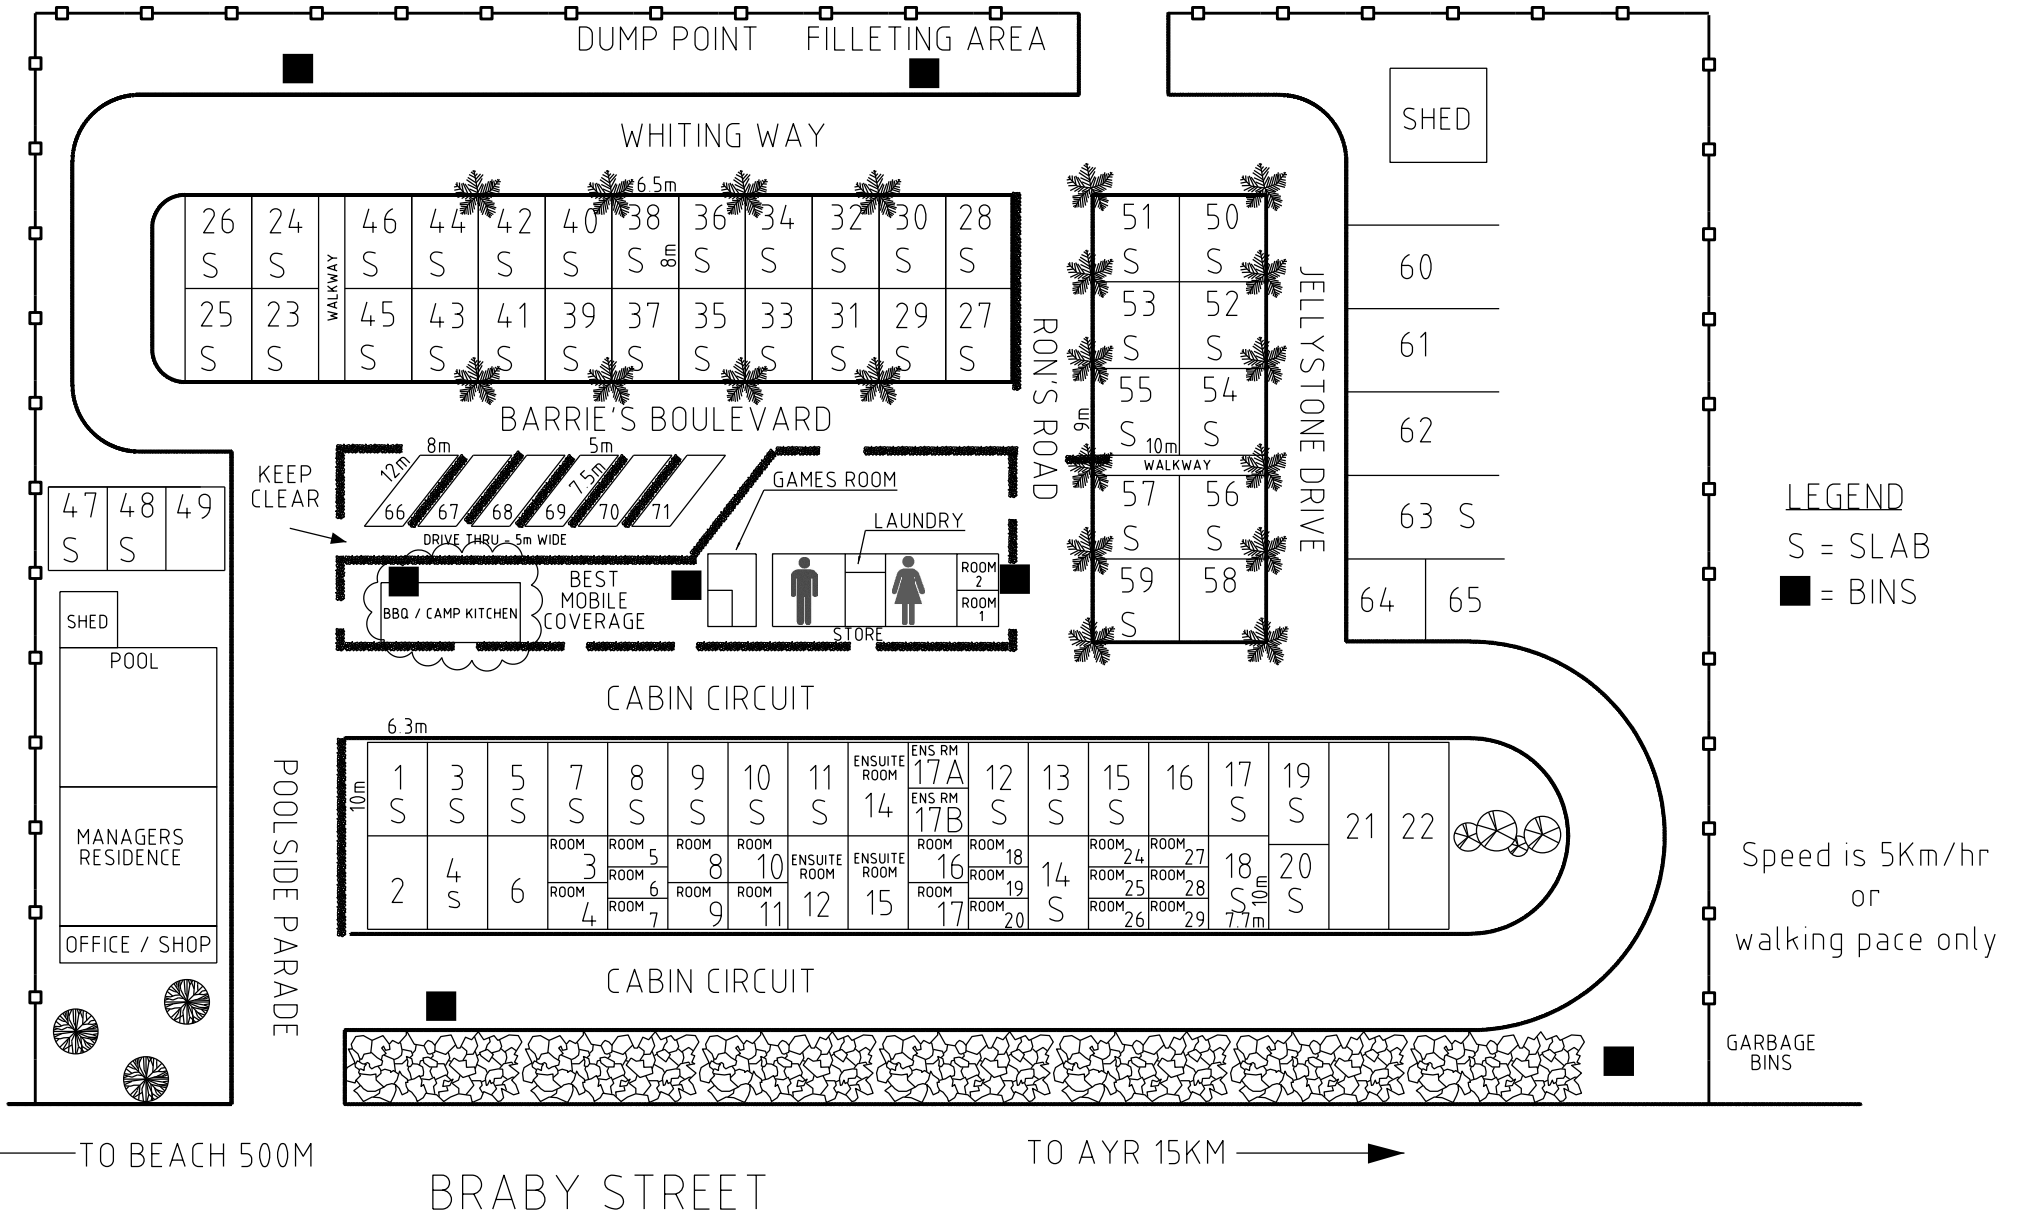 DUMP POINT FILLETING AREA
SHED
WHITING WAY
6.5m
26 24 46 44 42 40 38 36 34 32 30 28
S S S S S S S S S S S S
8m
WALKWAY
25 23 45 43 41 39 37 35 33 31 29 27
S S S S S S S S S S S S
BARRIE'S BOULEVARD
RON'S ROAD
JELLYSTONE DRIVE
51 50
S S
53 52
S S
55 54
S S
9m
10m
WALKWAY
57 56
S S
59 58
S
60
61
62
63 S
64 65
KEEP
CLEAR
8m
12m
5m
7.5m
66 67 68 69 70 71
DRIVE THRU - 5m WIDE
GAMES ROOM
LAUNDRY
BEST
MOBILE
COVERAGE
BBQ / CAMP KITCHEN
ROOM
2
ROOM
1
STORE
47 48 49
S S
SHED
POOL
MANAGERS
RESIDENCE
OFFICE / SHOP
POOLSIDE PARADE
CABIN CIRCUIT
6.3m
10m
1 3 5 7 8 9 10 11
S S S S S S S S
ENSUITE
ROOM
14
ENS RM
17A
ENS RM
17B
12 13 15 16 17 19
S S S S S
21 22
2
4
S
6
ROOM
3
ROOM
4
ROOM
5
ROOM
6
ROOM
7
ROOM
8
ROOM
9
ROOM
10
ROOM
11
ENSUITE
ROOM
12
ENSUITE
ROOM
15
ROOM
16
ROOM
17
ROOM
18
ROOM
19
ROOM
20
14
S
ROOM
24
ROOM
25
ROOM
26
ROOM
27
ROOM
28
ROOM
29
18
S
10m
7.7m
20
S
CABIN CIRCUIT
LEGEND
S = SLAB
= BINS
Speed is 5Km/hr
or
walking pace only
GARBAGE
BINS
TO BEACH 500M
TO AYR 15KM
BRABY STREET